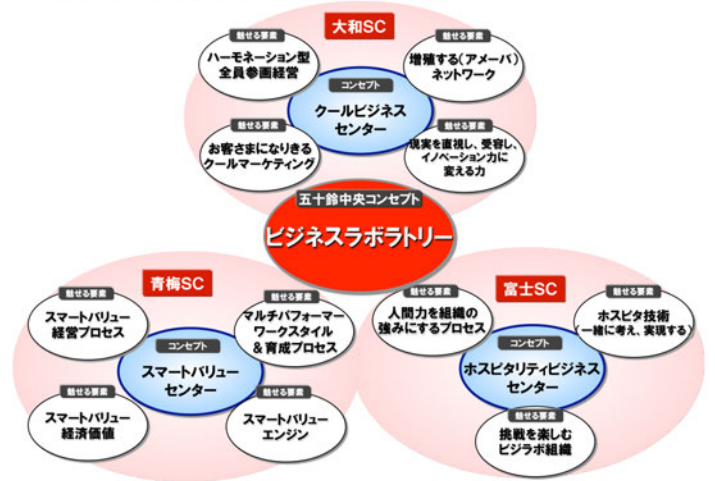 大和SC
魅せる要素
ハーモネーション型
全員参画経営
魅せる要素
増殖する(アメーバ)
ネットワーク
コンセプト
クールビジネス
センター
魅せる要素
お客さまになりきる
クールマーケティング
魅せる要素
現実を直視し、受容し、
イノベーション力に
変える力
五十鈴中央コンセプト
ビジネスラボラトリー
青梅SC
魅せる要素
スマートバリュー
経営プロセス
魅せる要素
マルチパフォーマー
ワークスタイル
&育成プロセス
コンセプト
スマートバリュー
センター
魅せる要素
スマートバリュー
経済価値
魅せる要素
スマートバリュー
エンジン
富士SC
魅せる要素
人間力を組織の
強みにするプロセス
魅せる要素
ホスピタ技術
(一緒に考え、実現する)
コンセプト
ホスピタリティビジネス
センター
魅せる要素
挑戦を楽しむ
ビジラボ組織